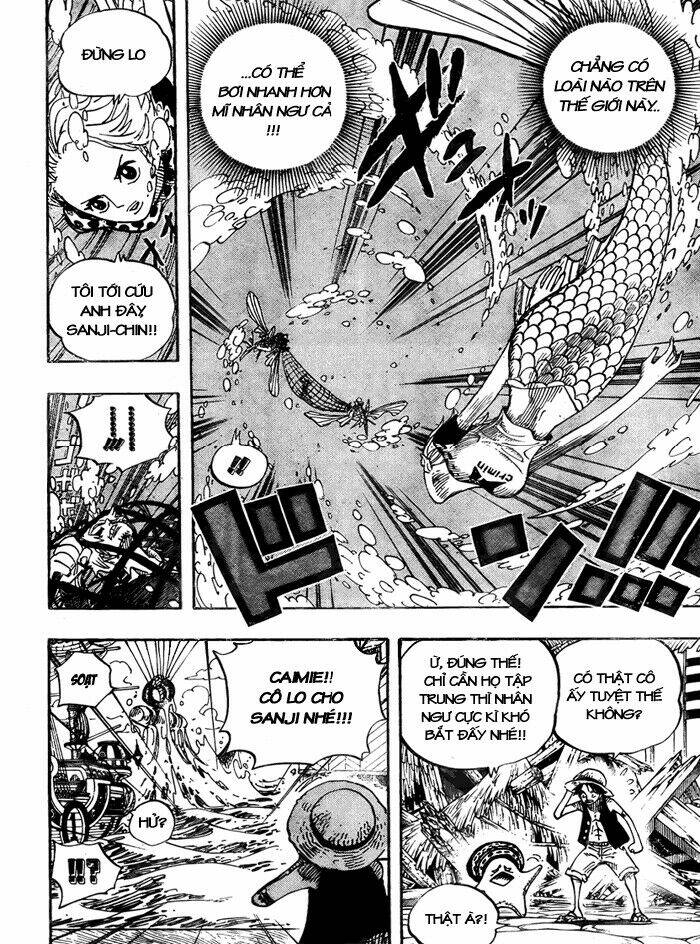 CHẲNG CÓ
LOÀI NÀO TRÊN
THẾ GIỚI NÀY..
...CÓ THỂ
BƠI NHANH HƠN
MĨ NHÂN NGƯ CẢ
!!!
criminal
!!!
ĐỪNG LO
TÔI TỚI CỨU
ANH ĐÂY,
SANJI-CHIN!!
CÓ THẬT CÔ
ẤY TUYỆT THẾ
KHÔNG?
Ừ, ĐÚNG THẾ!
CHỈ CẦN HỌ TẬP
TRUNG THÌ NHÂN
NGƯ CỰC KÌ KHÓ
BẮT ĐẤY NHÉ!!
THẬT À?!
CAIMIE!!
CÔ LO CHO
SANJI NHÉ!!!
SOẠT
HỬ?
!!?